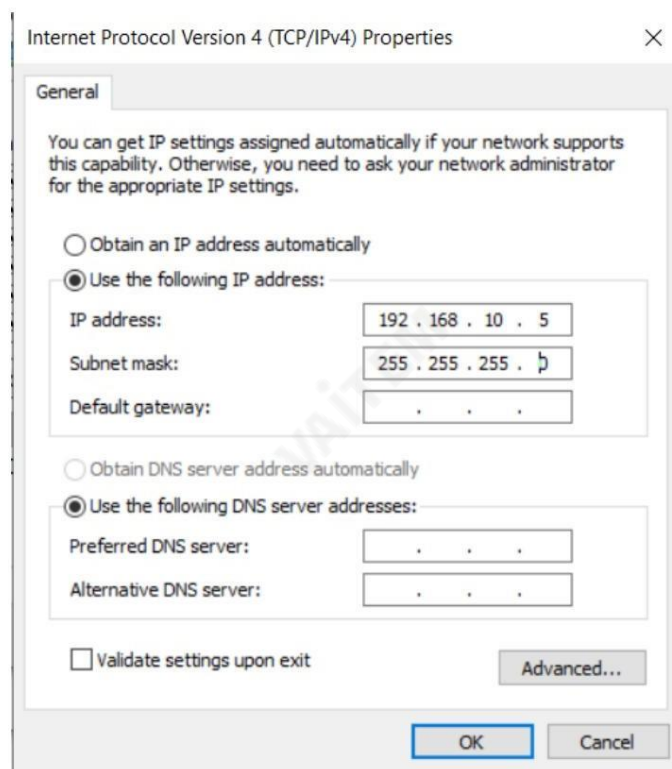 Internet Protocol Version 4 (TCP/IPv4) Properties
General
You can get IP settings assigned automatically if your network supports
this capability. Otherwise, you need to ask your network administrator
for the appropriate IP settings.
Obtain an IP address automatically
Use the following IP address:
IP address: 192 . 168 . 10 . 5
Subnet mask: 255 . 255 . 255 . 0
Default gateway: . . .
Obtain DNS server address automatically
Use the following DNS server addresses:
Preferred DNS server: . . .
Alternative DNS server: . . .
Validate settings upon exit
Advanced...
OK Cancel
VAİTEM